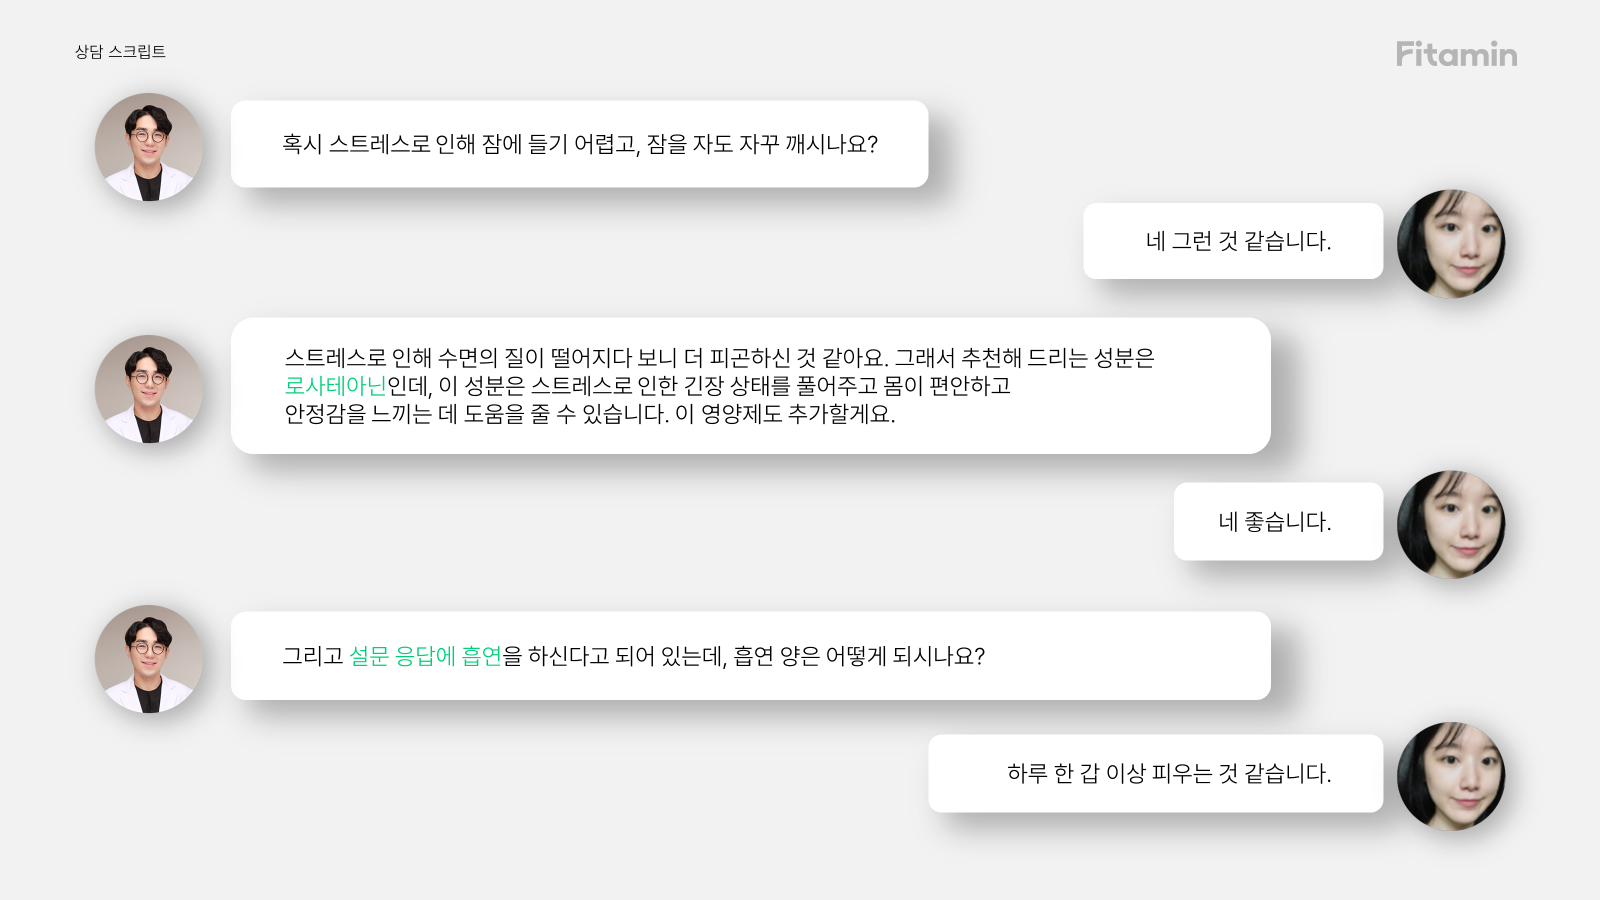 상담 스크립트
Fitamin
혹시 스트레스로 인해 잠에 들기 어렵고, 잠을 자도 자꾸 깨시나요?
네 그런 것 같습니다.
스트레스로 인해 수면의 질이 떨어지다 보니 더 피곤하신 것 같아요. 그래서 추천해 드리는 성분은
로사테아닌인데, 이 성분은 스트레스로 인한 긴장 상태를 풀어주고 몸이 편안하고
안정감을 느끼는 데 도움을 줄 수 있습니다. 이 영양제도 추가할게요.
네 좋습니다.
그리고 설문 응답에 흡연을 하신다고 되어 있는데, 흡연 양은 어떻게 되시나요?
하루 한 갑 이상 피우는 것 같습니다.